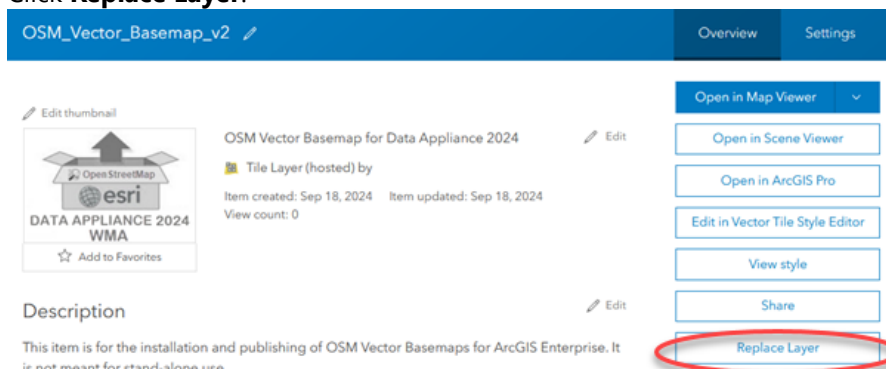 Click Replace Layer.
OSM_Vector_Basemap_v2
Overview
Settings
Edit thumbnail
OpenStreetMap
esri
DATA APPLIANCE 2024
WMA
Add to Favorites
OSM Vector Basemap for Data Appliance 2024
Edit
Tile Layer (hosted) by
Item created: Sep 18, 2024 Item updated: Sep 18, 2024
View count: 0
Open in Map Viewer
Open in Scene Viewer
Open in ArcGIS Pro
Edit in Vector Tile Style Editor
View style
Share
Replace Layer
Description
Edit
This item is for the installation and publishing of OSM Vector Basemaps for ArcGIS Enterprise. It
is not meant for stand-alone use.